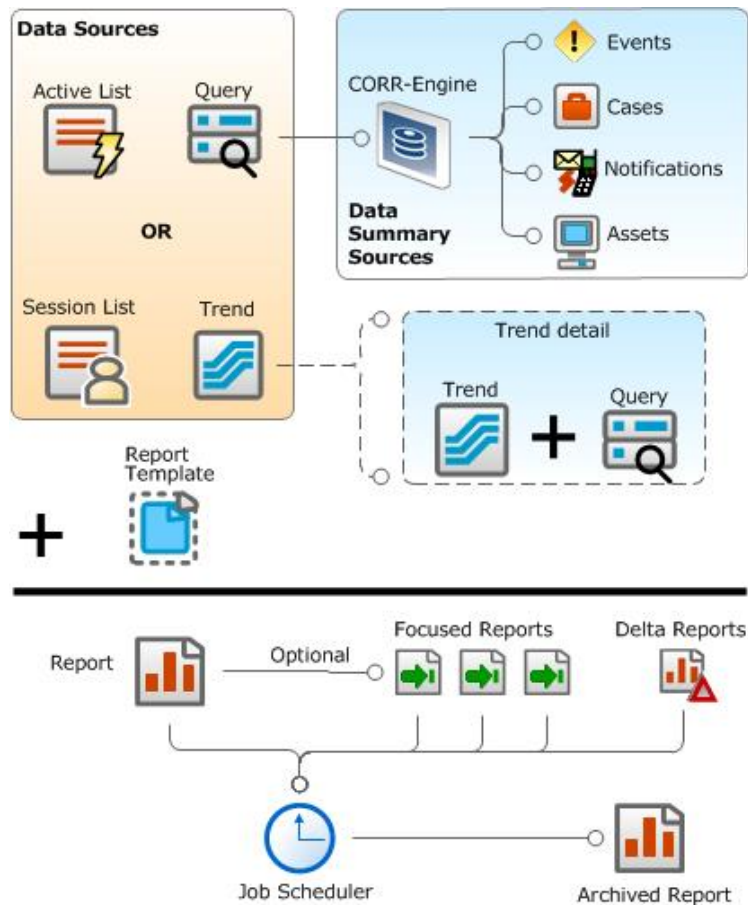 Data Sources
Active List
Query
OR
Session List
Trend
CORR-Engine
Data
Summary
Sources
Events
Cases
Notifications
Assets
Trend detail
Trend
Query
+
Report
Template
+
Report
Optional
Focused Reports
Delta Reports
Job Scheduler
Archived Report